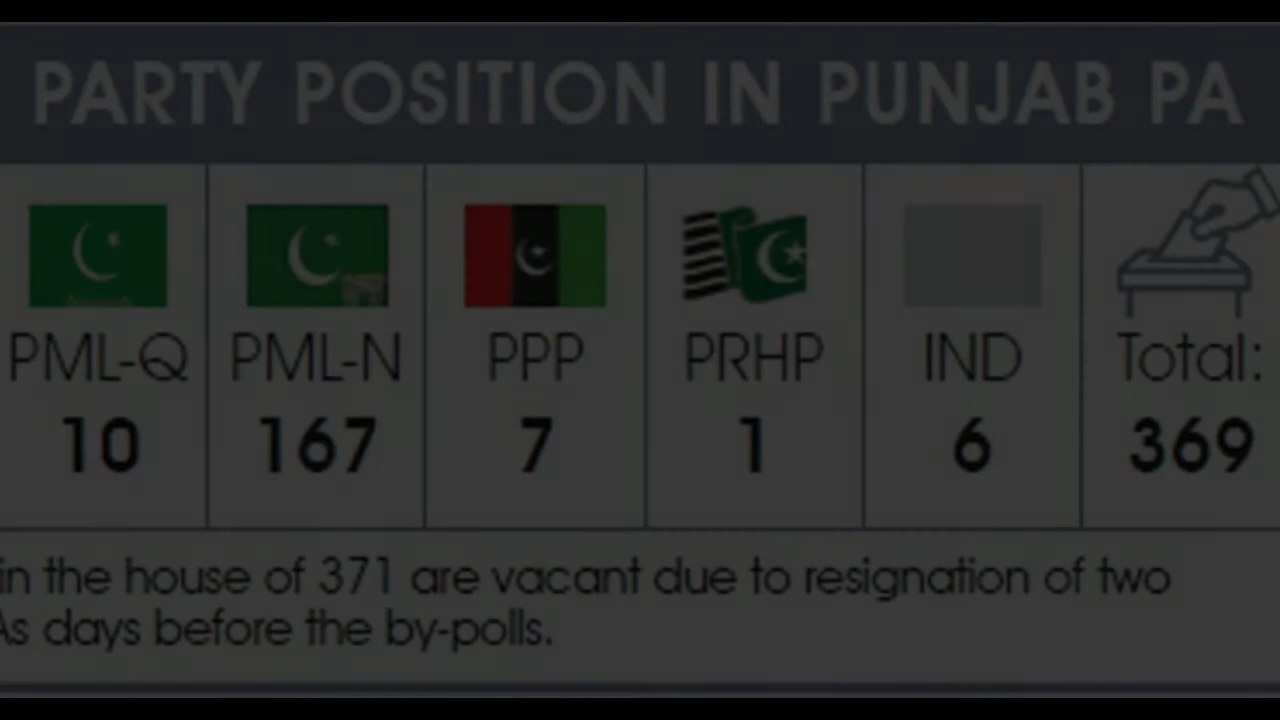 PARTY POSITION IN PUNJAB PA
PML-Q PML-N PPP PRHP IND Total:
10 167 7 1 6 369
in the house of 371 are vacant due to resignation of two
As days before the by-polls.